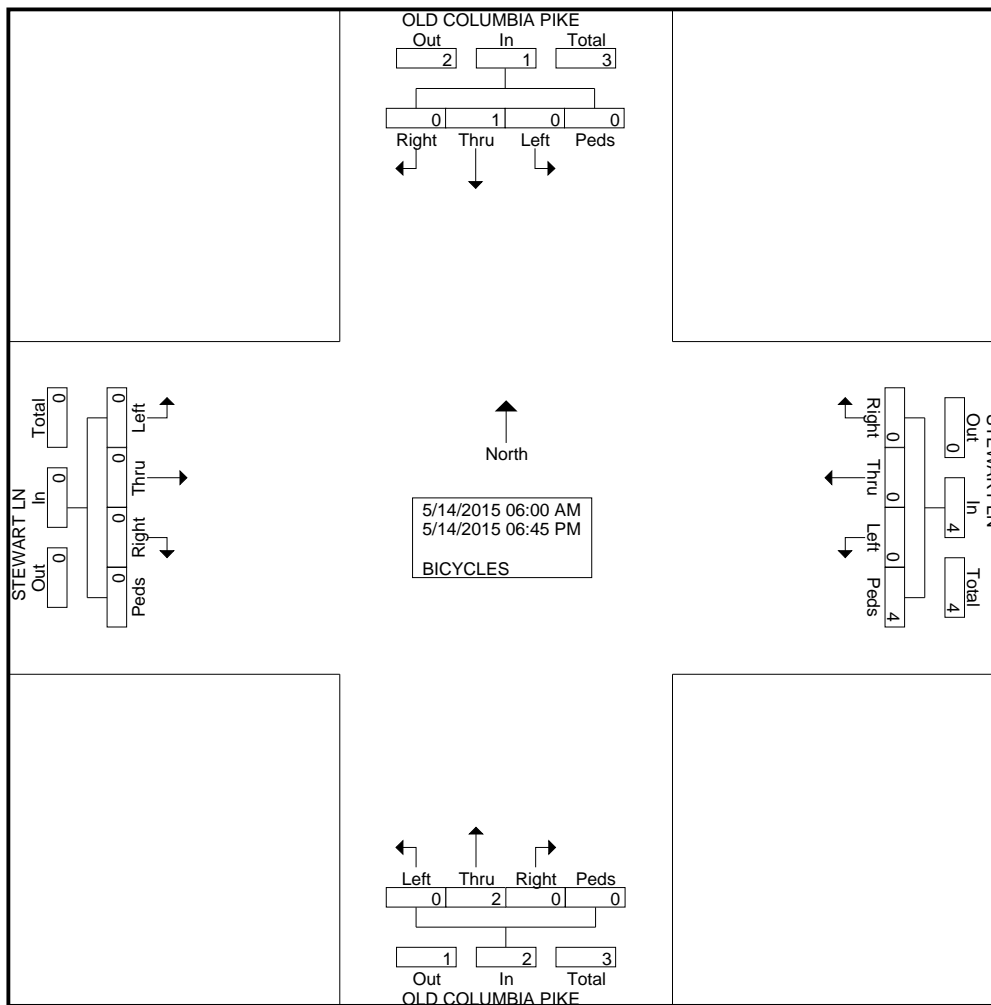 OLD COLUMBIA PIKE
Out In Total
2 1 3
0 1 0 0
Right Thru Left Peds
STEWART LN
Total In Out
0 0 0
0 0 0 0
Left Thru Right Peds
North
5/14/2015 06:00 AM
5/14/2015 06:45 PM
BICYCLES
Right Thru Left Peds
0 0 0 4
Out In Total
0 4 4
STEWART LN
Left Thru Right Peds
0 2 0 0
1 2 3
Out In Total
OLD COLUMBIA PIKE